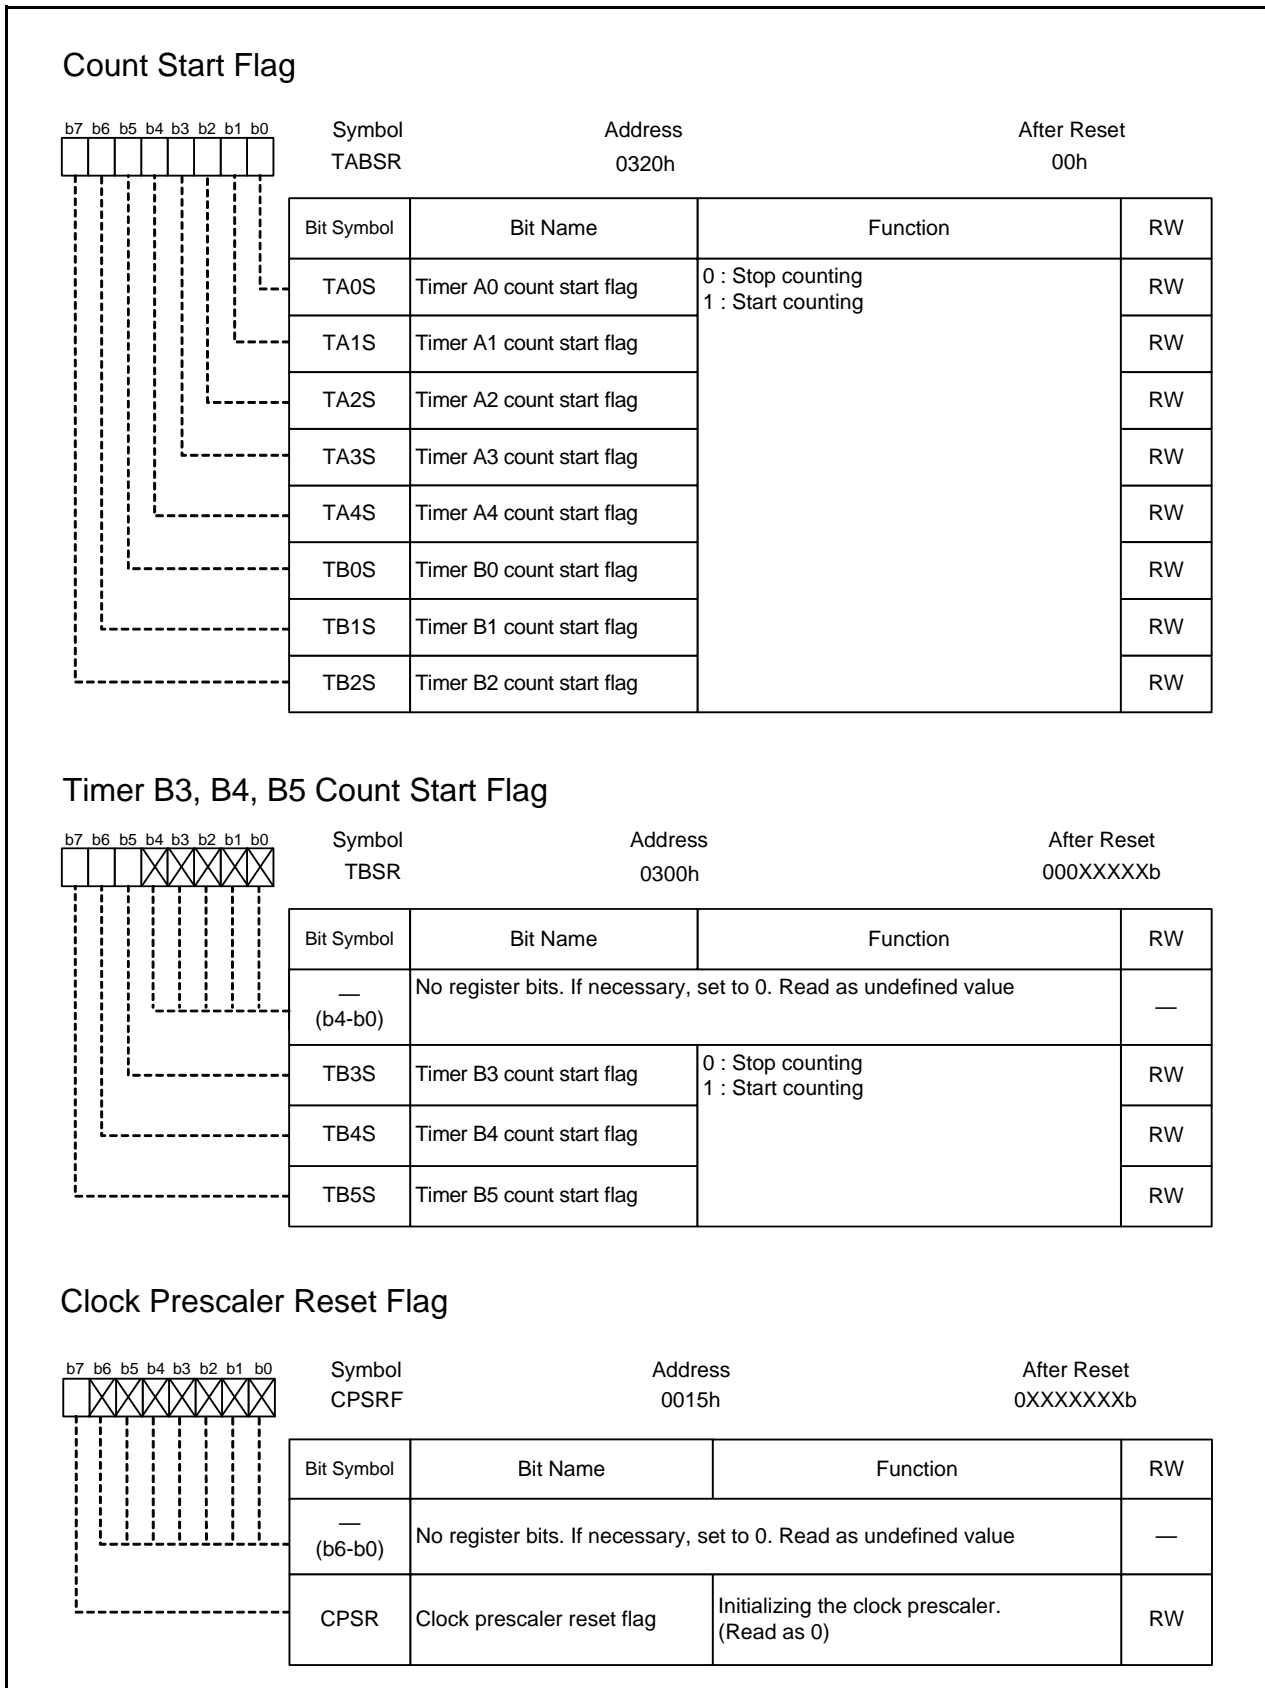 Count Start Flag
b7 b6 b5 b4 b3 b2 b1 b0
Symbol Address After Reset
TABSR 0320h 00h
Bit Symbol Bit Name Function RW
TA0S Timer A0 count start flag 0 : Stop counting RW
1 : Start counting
TA1S Timer A1 count start flag RW
TA2S Timer A2 count start flag RW
TA3S Timer A3 count start flag RW
TA4S Timer A4 count start flag RW
TB0S Timer B0 count start flag RW
TB1S Timer B1 count start flag RW
TB2S Timer B2 count start flag RW
Timer B3, B4, B5 Count Start Flag
b7 b6 b5 b4 b3 b2 b1 b0
Symbol Address After Reset
TBSR 0300h 000XXXXXb
Bit Symbol Bit Name Function RW
— No register bits. If necessary, set to 0. Read as undefined value —
(b4-b0)
TB3S Timer B3 count start flag 0 : Stop counting RW
1 : Start counting
TB4S Timer B4 count start flag RW
TB5S Timer B5 count start flag RW
Clock Prescaler Reset Flag
b7 b6 b5 b4 b3 b2 b1 b0
Symbol Address After Reset
CPSRF 0015h 0XXXXXXXb
Bit Symbol Bit Name Function RW
— No register bits. If necessary, set to 0. Read as undefined value —
(b6-b0)
CPSR Clock prescaler reset flag Initializing the clock prescaler. RW
(Read as 0)